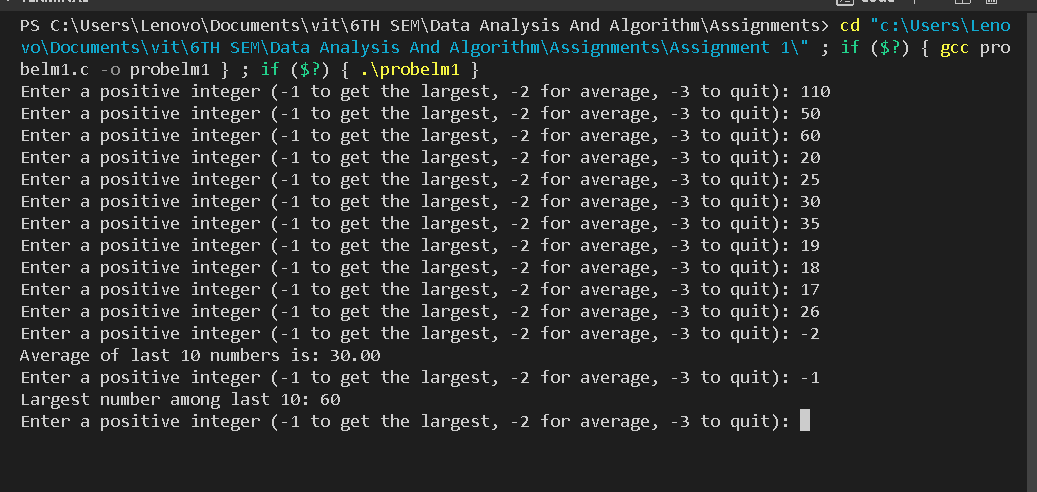 PS C:\Users\Lenovo\Documents\vit\6TH SEM\Data Analysis And Algorithm\Assignments> cd "c:\Users\Leno
vo\Documents\vit\6TH SEM\Data Analysis And Algorithm\Assignments\Assignment 1\" ; if ($?) { gcc pro
belm1.c -o probelm1 } ; if ($?) { .\probelm1 }
Enter a positive integer (-1 to get the largest, -2 for average, -3 to quit): 110
Enter a positive integer (-1 to get the largest, -2 for average, -3 to quit): 50
Enter a positive integer (-1 to get the largest, -2 for average, -3 to quit): 60
Enter a positive integer (-1 to get the largest, -2 for average, -3 to quit): 20
Enter a positive integer (-1 to get the largest, -2 for average, -3 to quit): 25
Enter a positive integer (-1 to get the largest, -2 for average, -3 to quit): 30
Enter a positive integer (-1 to get the largest, -2 for average, -3 to quit): 35
Enter a positive integer (-1 to get the largest, -2 for average, -3 to quit): 19
Enter a positive integer (-1 to get the largest, -2 for average, -3 to quit): 18
Enter a positive integer (-1 to get the largest, -2 for average, -3 to quit): 17
Enter a positive integer (-1 to get the largest, -2 for average, -3 to quit): 26
Enter a positive integer (-1 to get the largest, -2 for average, -3 to quit): -2
Average of last 10 numbers is: 30.00
Enter a positive integer (-1 to get the largest, -2 for average, -3 to quit): -1
Largest number among last 10: 60
Enter a positive integer (-1 to get the largest, -2 for average, -3 to quit):